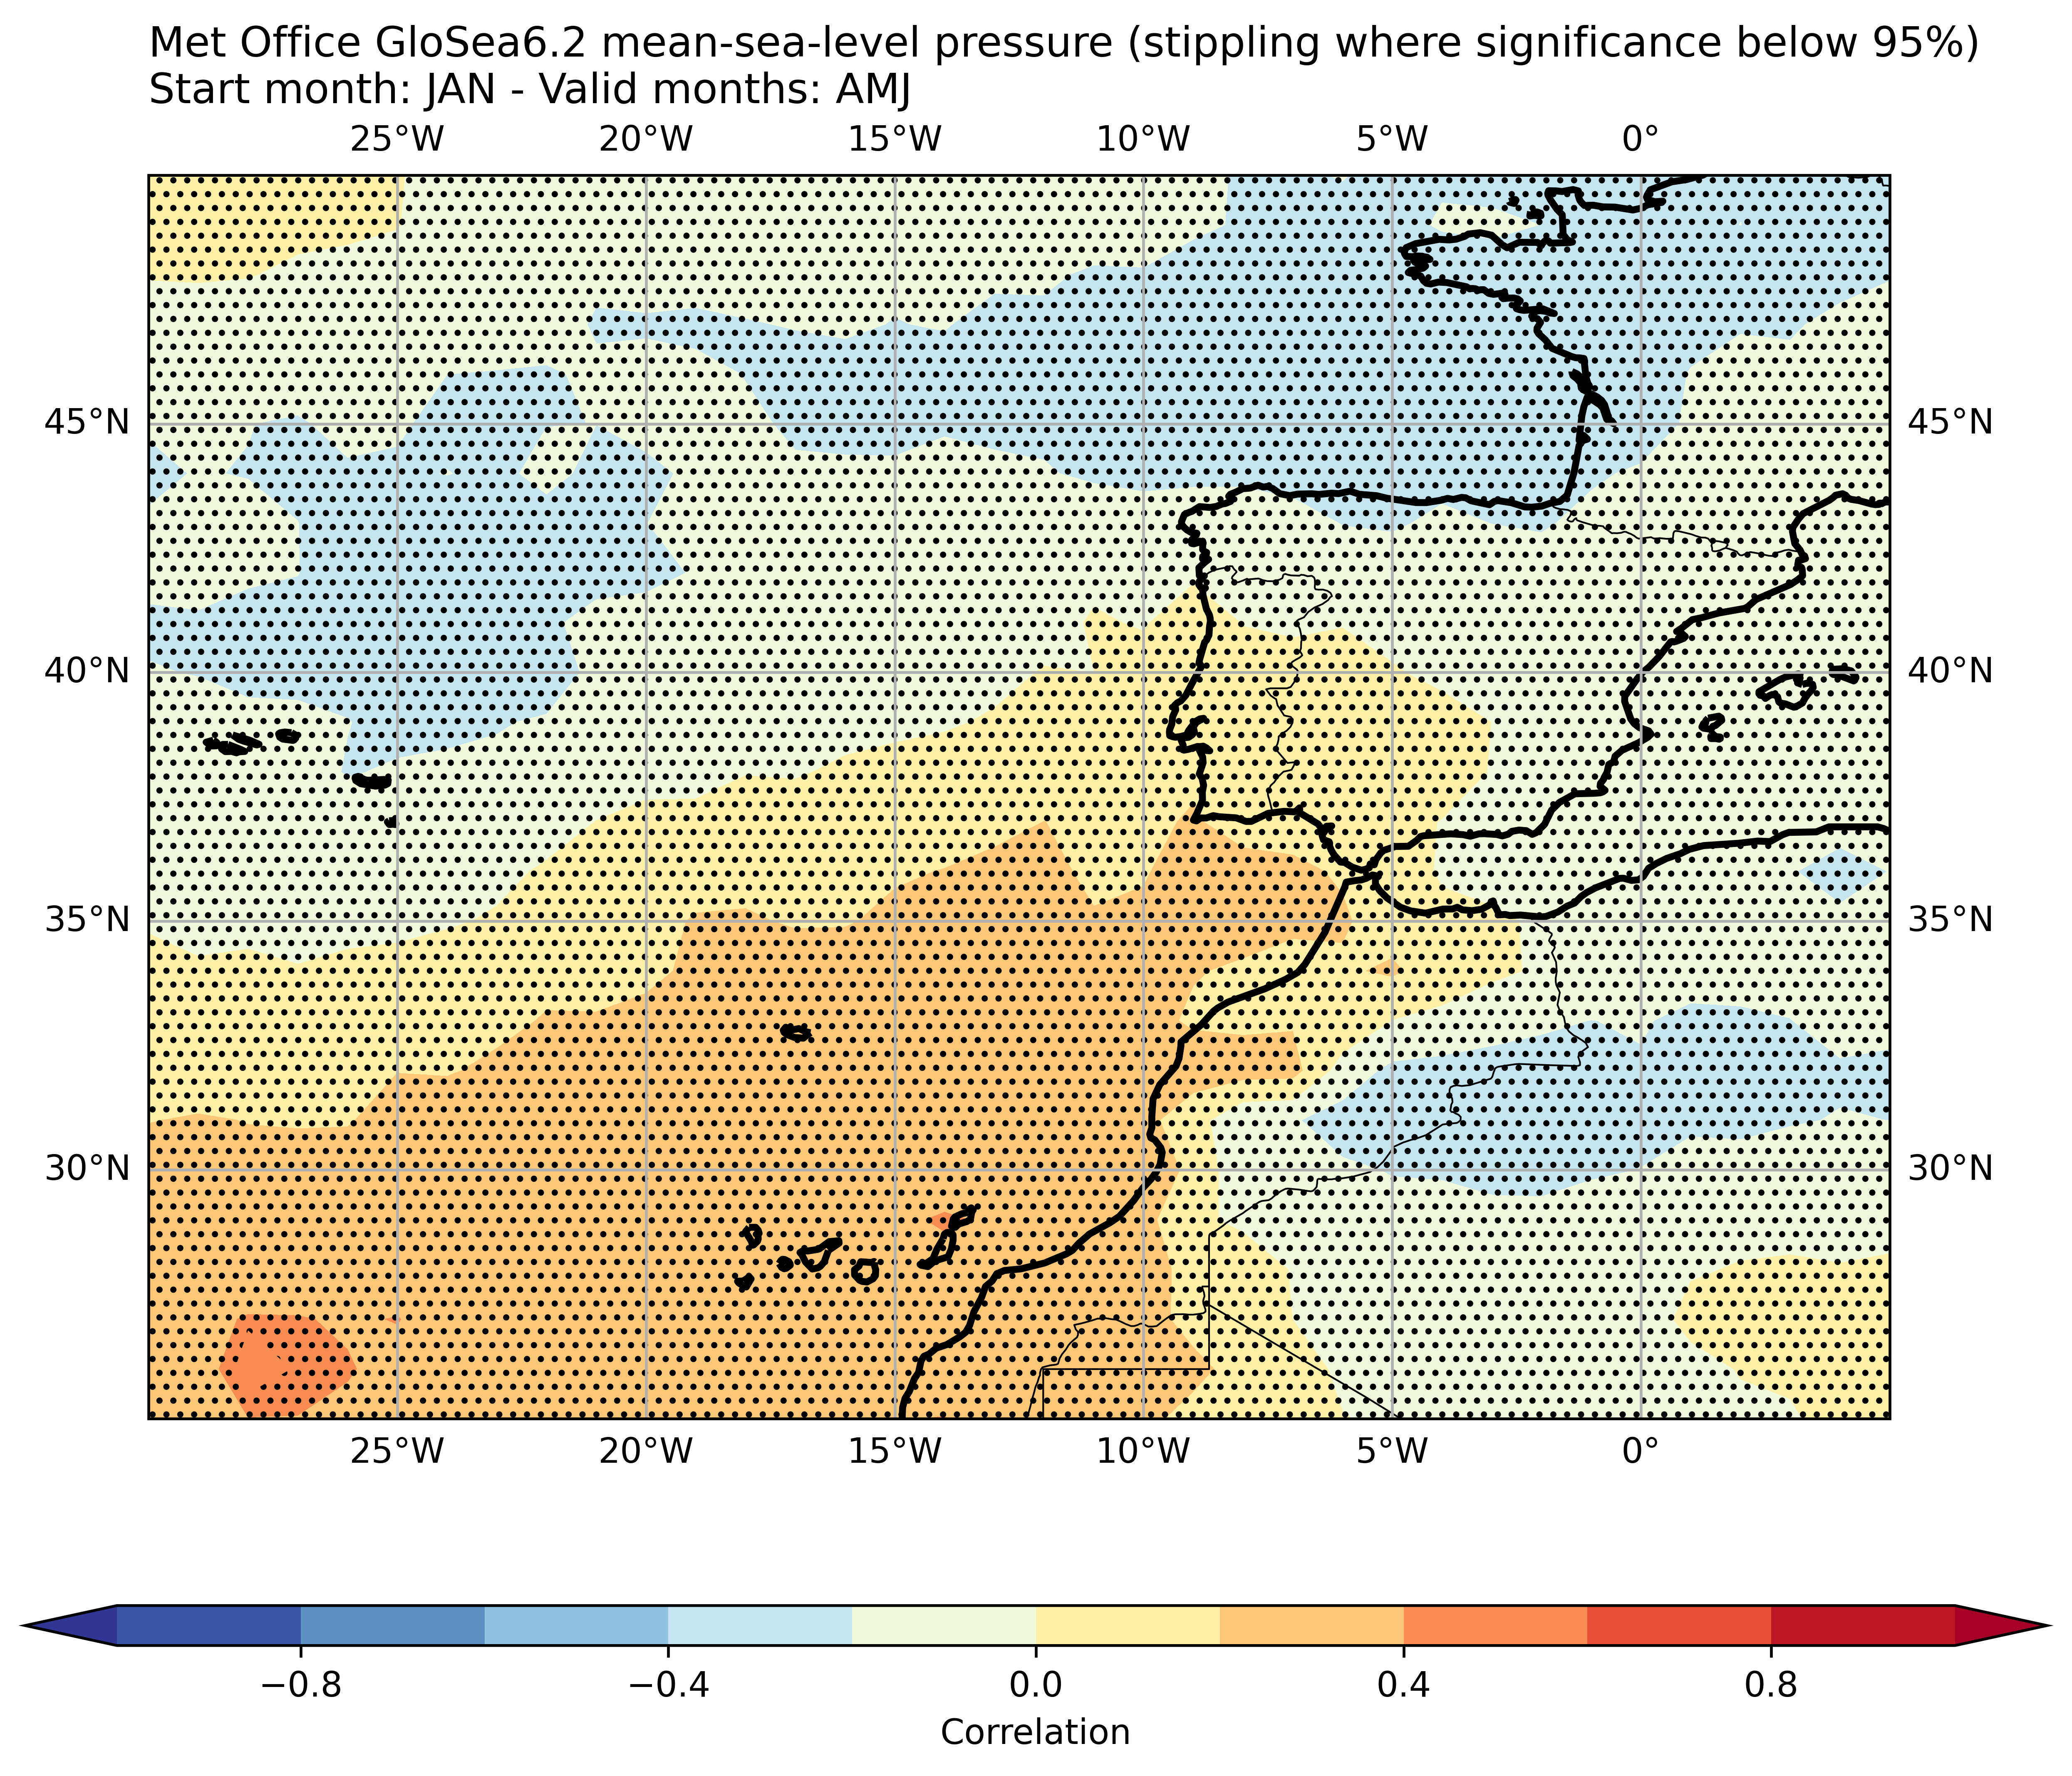 Met Office GloSea6.2 mean-sea-level pressure (stippling where significance below 95%)
Start month: JAN - Valid months: AMJ
25°W 20°W 15°W 10°W 5°W 0°
45°N 45°N
40°N 40°N
35°N 35°N
30°N 30°N
25°W 20°W 15°W 10°W 5°W 0°
−0.8 −0.4 0.0 0.4 0.8
Correlation